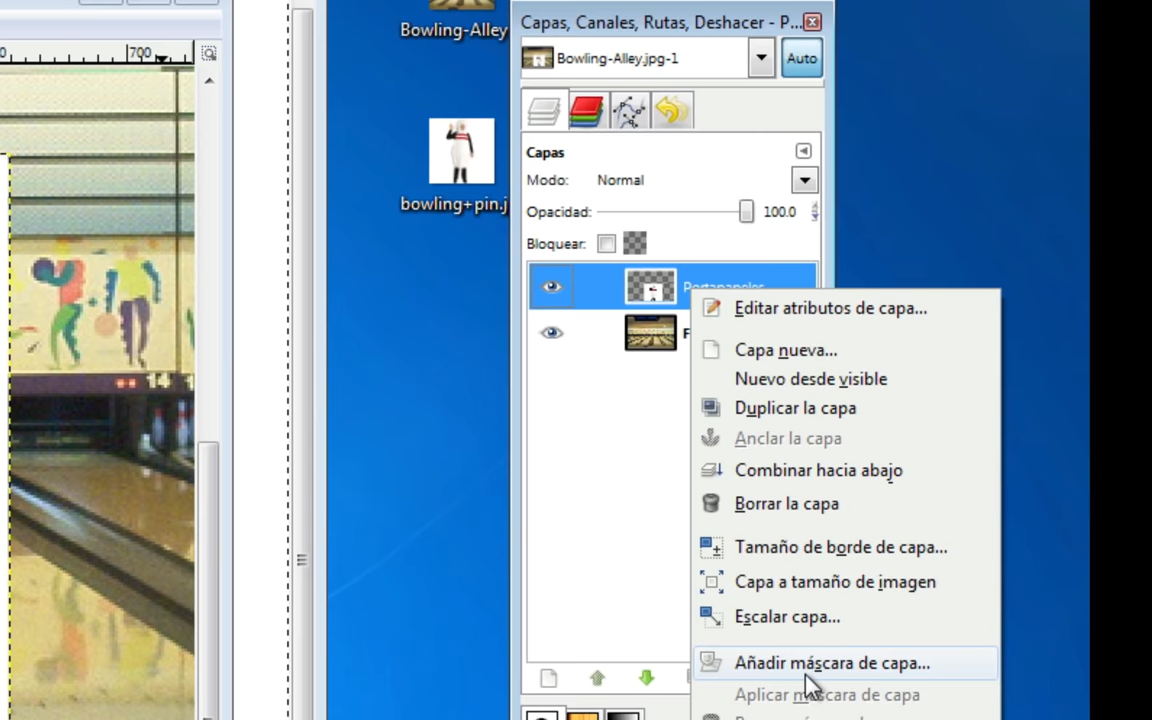 700
14
Bowling-Alley
bowling+pin.j
Capas, Canales, Rutas, Deshacer - P...
Bowling-Alley.jpg-1
Auto
Capas
Modo: Normal
Opacidad: 100.0
Bloquear:
Portapapeles
F
Editar atributos de capa...
Capa nueva...
Nuevo desde visible
Duplicar la capa
Anclar la capa
Combinar hacia abajo
Borrar la capa
Tamaño de borde de capa...
Capa a tamaño de imagen
Escalar capa...
Añadir máscara de capa...
Aplicar máscara de capa